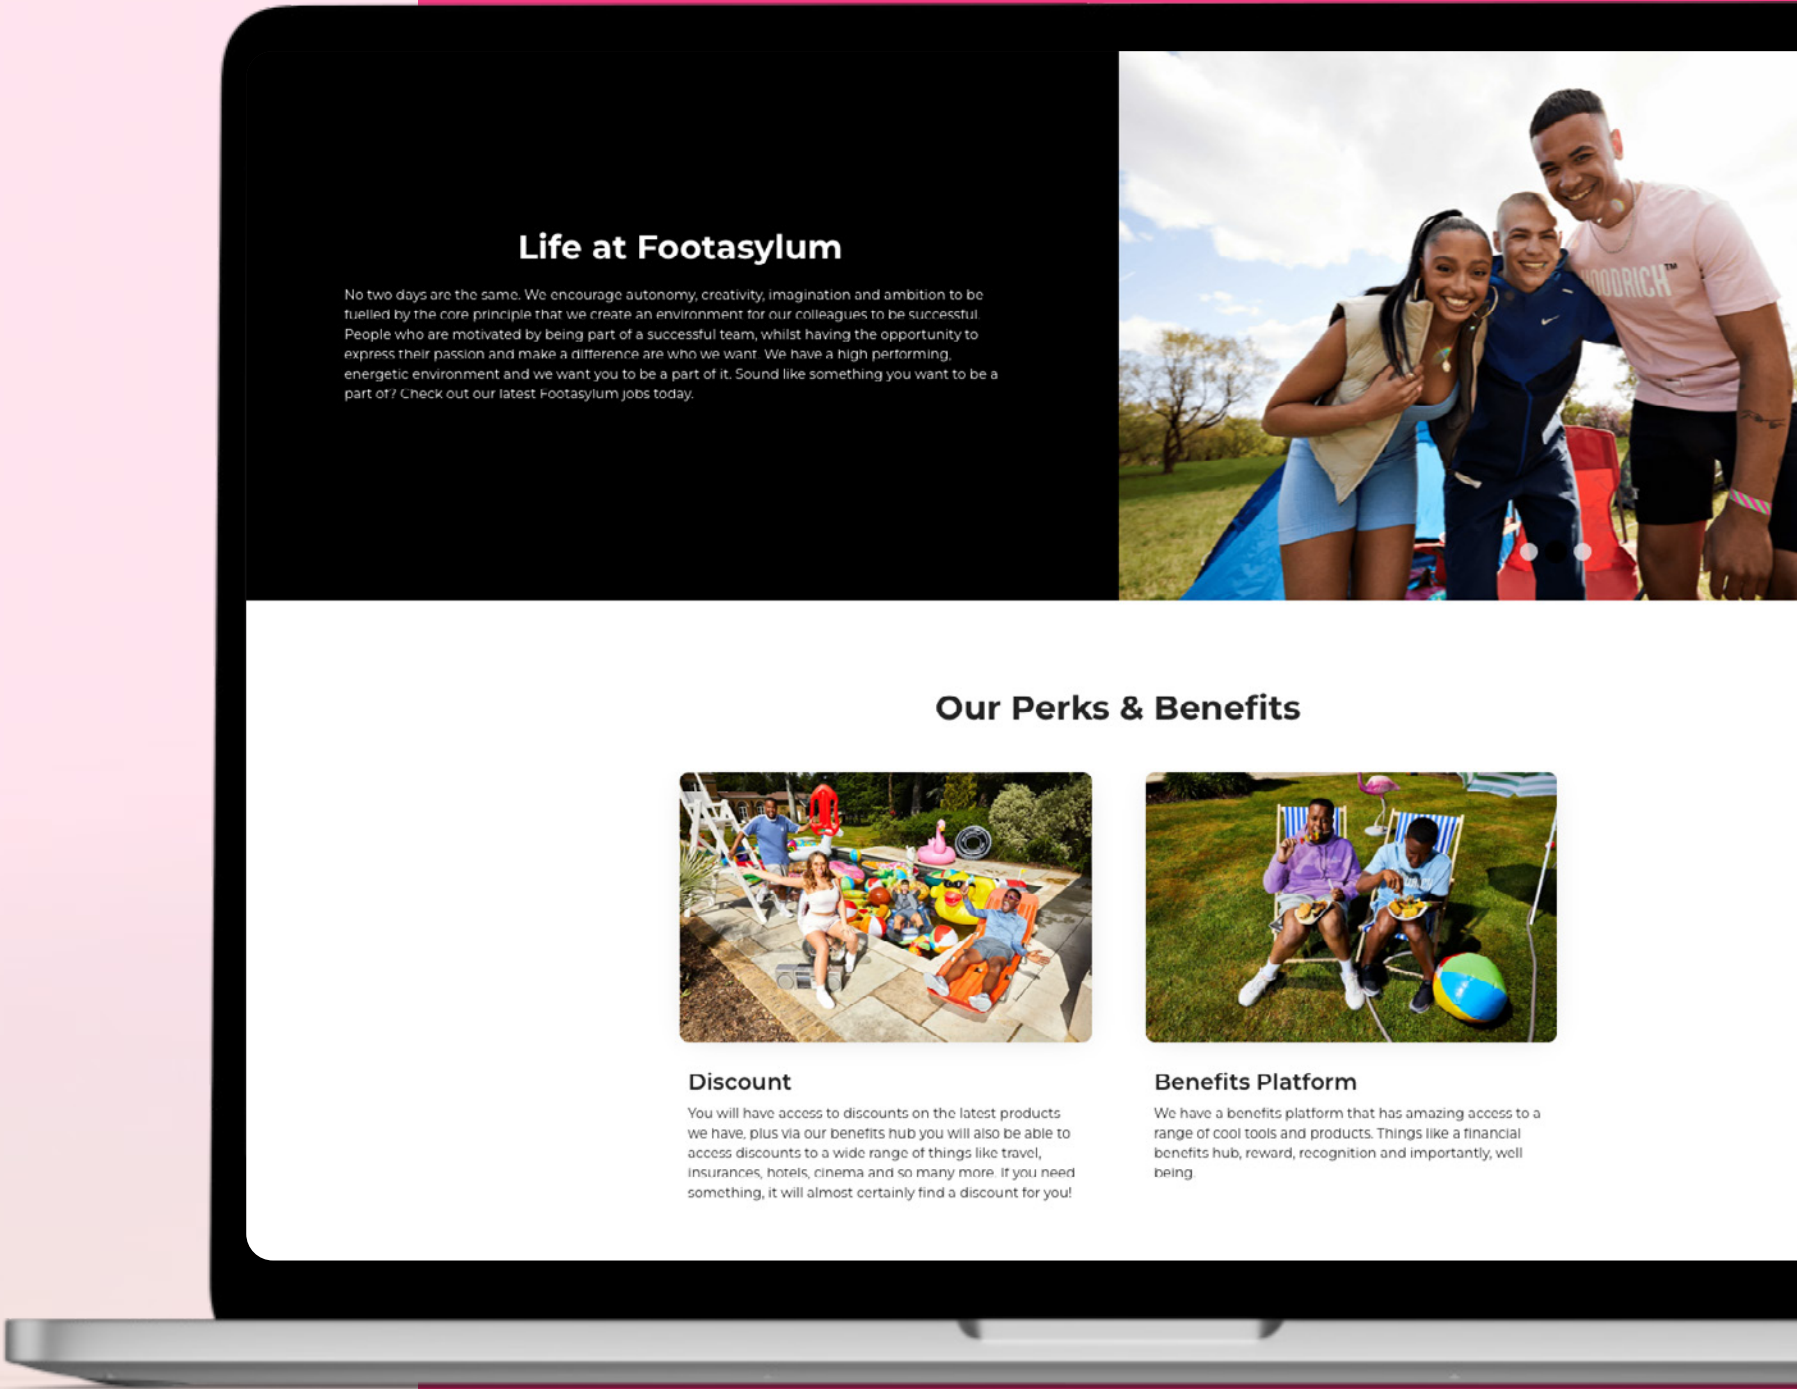 Life at Footasylum
No two days are the same. We encourage autonomy, creativity, imagination and ambition to be
fuelled by the core principle that we create an environment for our colleagues to be successful.
People who are motivated by being part of a successful team, whilst having the opportunity to
express their passion and make a difference are who we want. We have a high performing,
energetic environment and we want you to be a part of it. Sound like something you want to be a
part of? Check out our latest Footasylum jobs today.
HOODRICH™
Our Perks & Benefits
Discount
You will have access to discounts on the latest products
we have, plus via our benefits hub you will also be able to
access discounts to a wide range of things like travel,
insurances, hotels, cinema and so many more. If you need
something, it will almost certainly find a discount for you!
Benefits Platform
We have a benefits platform that has amazing access to a
range of cool tools and products. Things like a financial
benefits hub, reward, recognition and importantly, well
being.